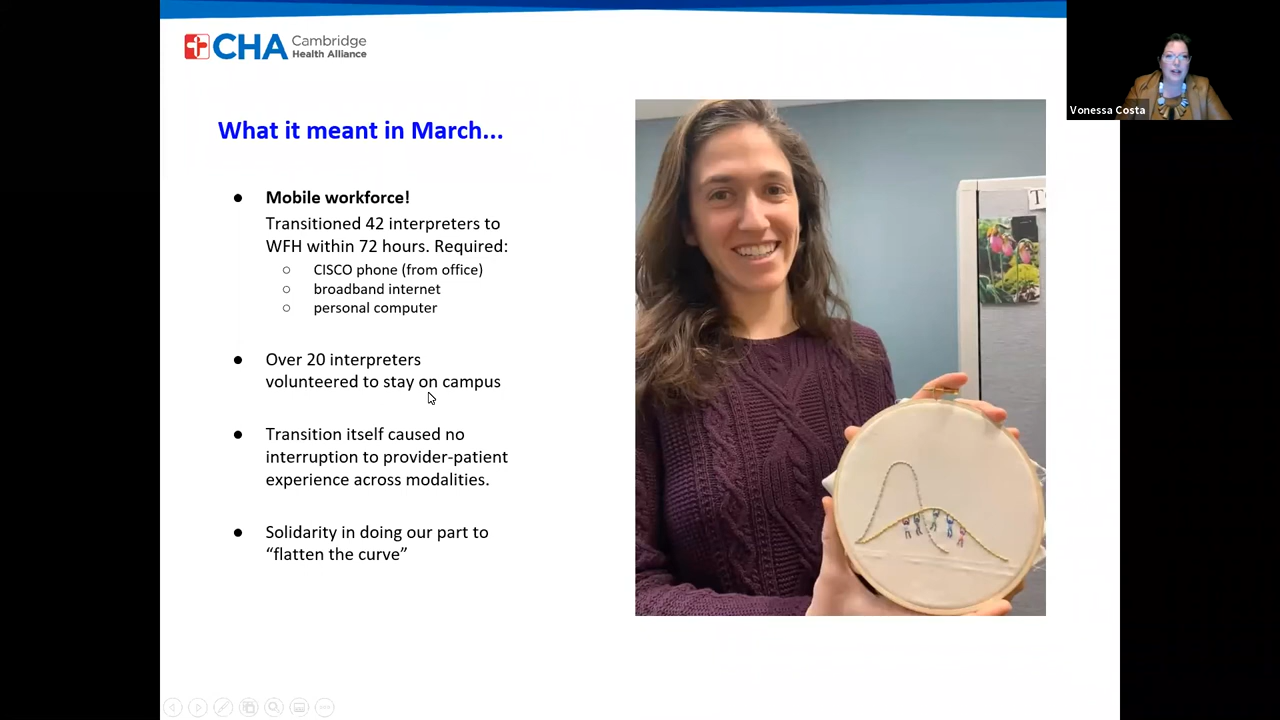 CHA Cambridge
Health Alliance
Vonessa Costa
What it meant in March...
● Mobile workforce!
Transitioned 42 interpreters to
WFH within 72 hours. Required:
○ CISCO phone (from office)
○ broadband internet
○ personal computer
● Over 20 interpreters
volunteered to stay on campus
● Transition itself caused no
interruption to provider-patient
experience across modalities.
● Solidarity in doing our part to
“flatten the curve”